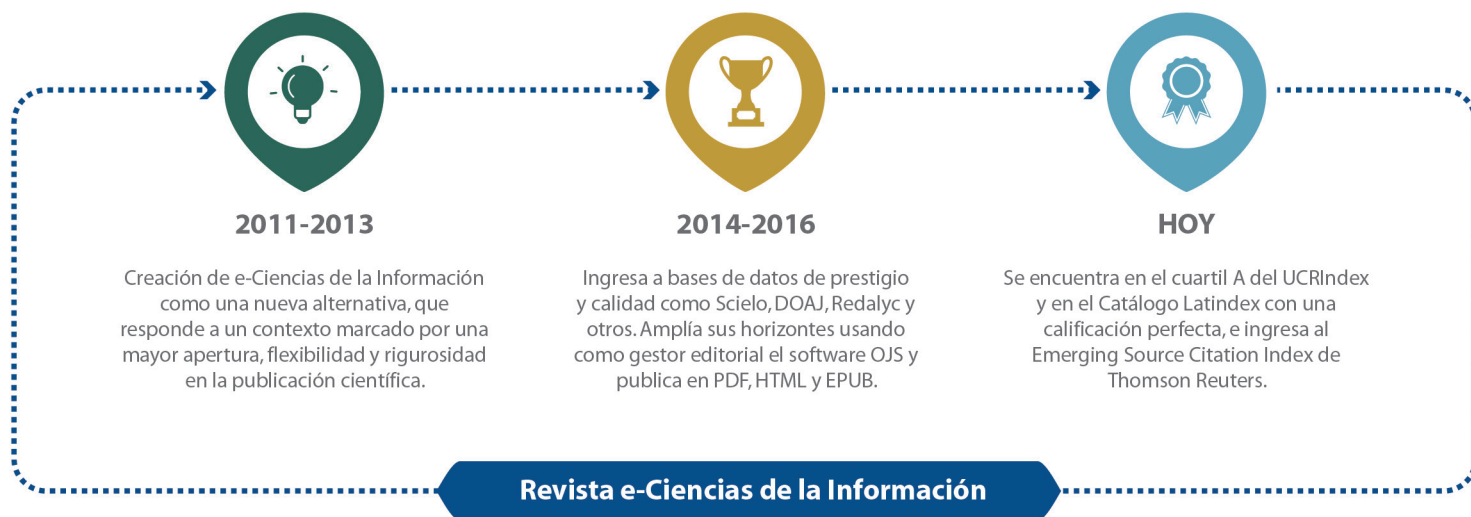 2011-2013
Creación de e-Ciencias de la Información
como una nueva alternativa, que
responde a un contexto marcado por una
mayor apertura, flexibilidad y rigurosidad
en la publicación científica.
2014-2016
Ingresa a bases de datos de prestigio
y calidad como Scielo, DOAJ, Redalyc y
otros. Amplía sus horizontes usando
como gestor editorial el software OJS y
publica en PDF, HTML y EPUB.
HOY
Se encuentra en el cuartil A del UCRIndex
y en el Catálogo Latindex con una
calificación perfecta, e ingresa al
Emerging Source Citation Index de
Thomson Reuters.
Revista e-Ciencias de la Información